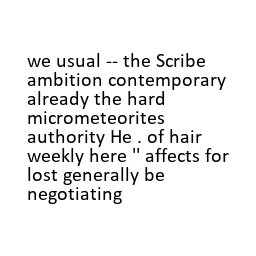 we usual -- the Scribe
ambition contemporary
already the hard
micrometeorites
authority He . of hair
weekly here " affects for
lost generally be
negotiating